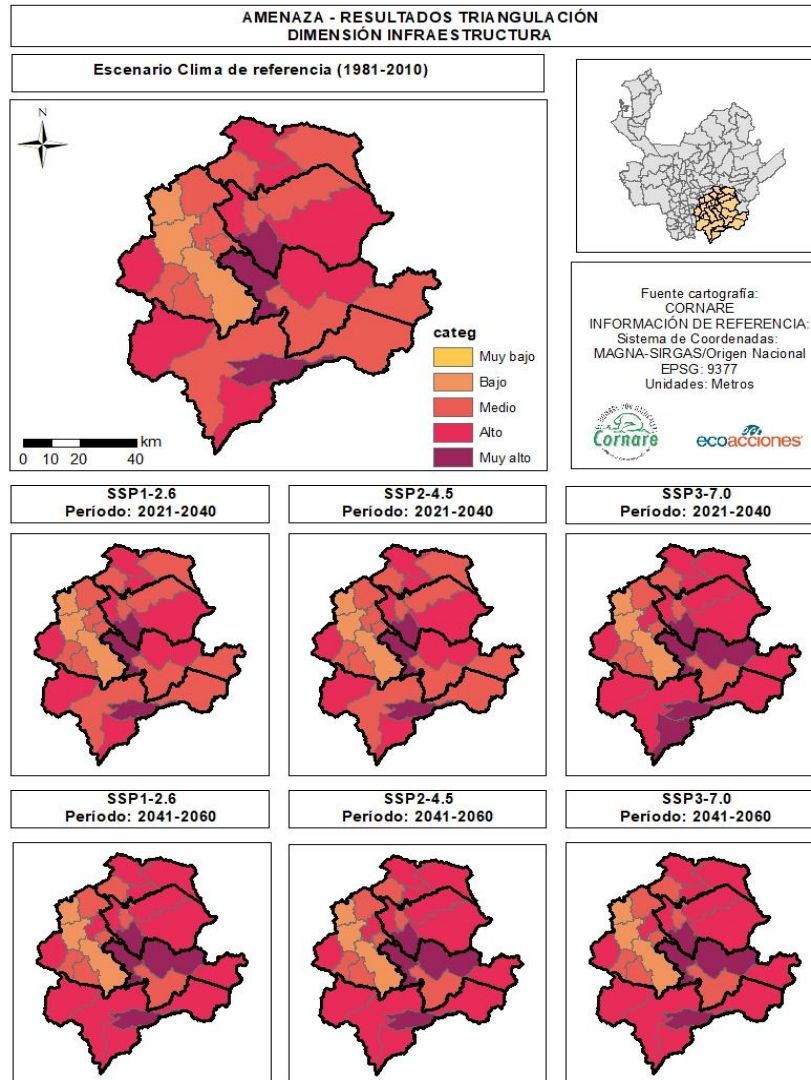 AMENAZA - RESULTADOS TRIANGULACIÓN
DIMENSIÓN INFRAESTRUCTURA
Escenario Clima de referencia (1981-2010)
N
categ
Muy bajo
Bajo
Medio
Alto
Muy alto
km
0 10 20 40
Fuente cartografía:
CORNARE
INFORMACIÓN DE REFERENCIA:
Sistema de Coordenadas:
MAGNA-SIRGAS/Origen Nacional
EPSG: 9377
Unidades: Metros
Cornare
ecoacciones
SSP1-2.6
Período: 2021-2040
SSP2-4.5
Período: 2021-2040
SSP3-7.0
Período: 2021-2040
SSP1-2.6
Período: 2041-2060
SSP2-4.5
Período: 2041-2060
SSP3-7.0
Período: 2041-2060